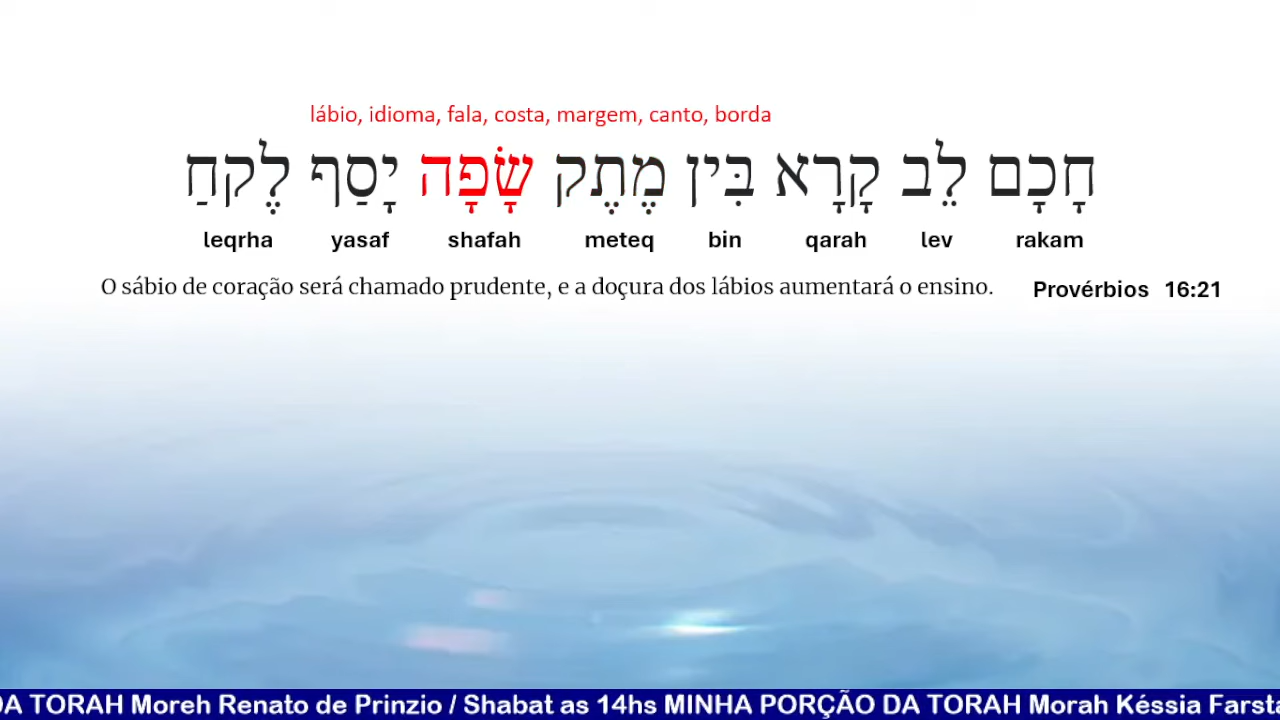 lábio, idioma, fala, costa, margem, canto, borda
חָכָם לֵב קָרָא בִּין מֶתֶק שָׂפָה יָסַף לֶקַח
leqrha yasaf shafah meteq bin qarah lev rakam
O sábio de coração será chamado prudente, e a doçura dos lábios aumentará o ensino. Provérbios 16:21
DA TORAH Moreh Renato de Prinzio / Shabat as 14hs MINHA PORÇÃO DA TORAH Morah Késsia Farsta